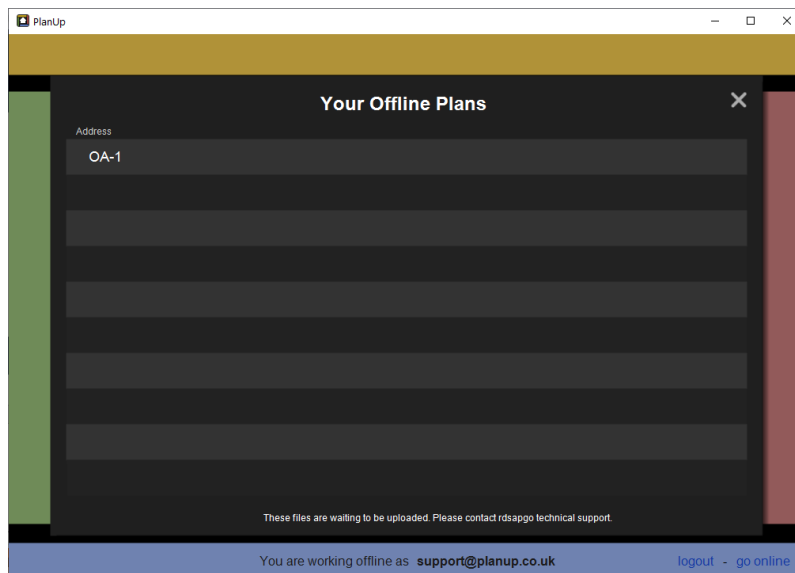 PlanUp
Your Offline Plans
Address
OA-1
These files are waiting to be uploaded. Please contact rdsapgo technical support.
You are working offline as support@planup.co.uk logout - go online